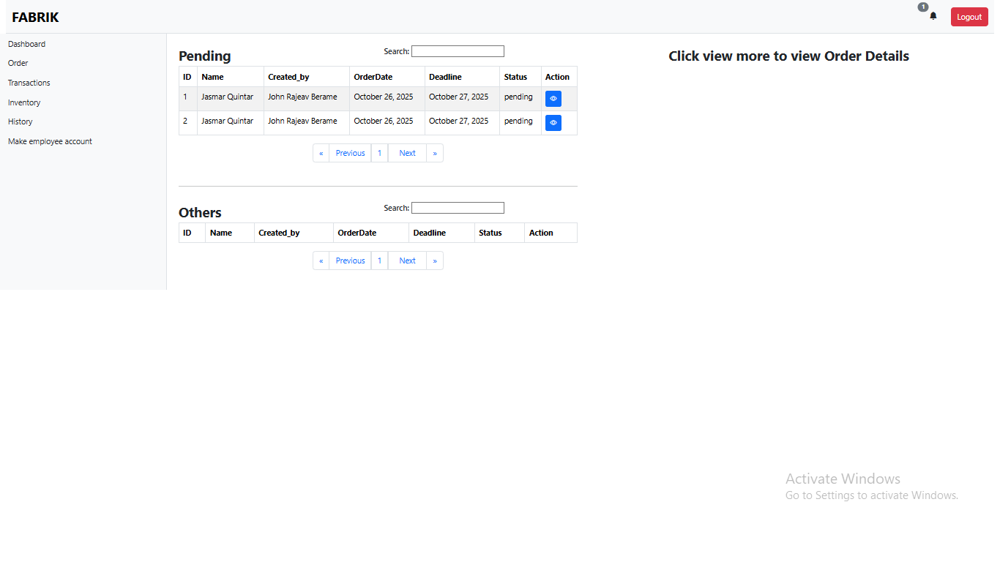 FABRIK
1
Logout
Dashboard
Order
Transactions
Inventory
History
Make employee account
Pending
Search:
ID Name Created_by OrderDate Deadline Status Action
1 Jasmar Quintar John Rajeav Berame October 26, 2025 October 27, 2025 pending
2 Jasmar Quintar John Rajeav Berame October 26, 2025 October 27, 2025 pending
« Previous 1 Next »
Others
Search:
ID Name Created_by OrderDate Deadline Status Action
« Previous 1 Next »
Click view more to view Order Details
Activate Windows
Go to Settings to activate Windows.